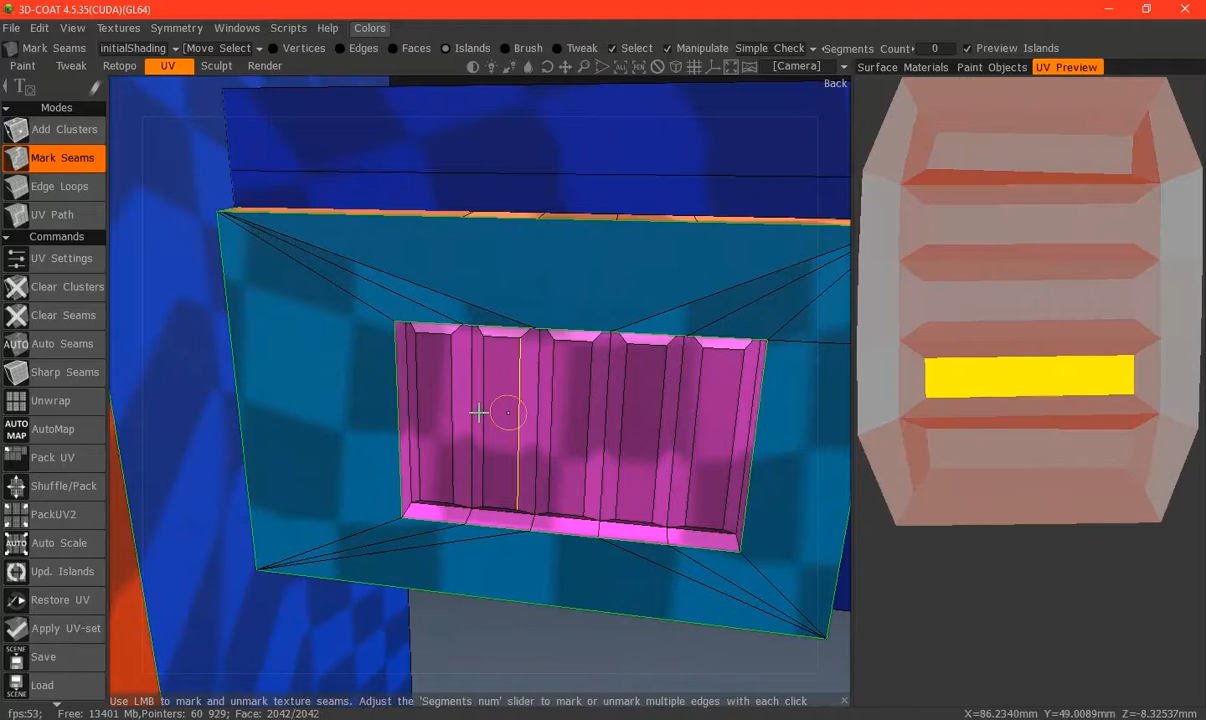 3D-COAT 4.5.35(CUDA)(GL64)
File Edit Textures Symmetry Windows Scripts Help Colors
Mark Seams initialShading [Move Select] Vertices Edges Faces Islands Brush Tweak Select Manipulate Simple Check Segments Count: 0 Preview Islands
Paint Tweak Retopo UV Sculpt Render [Camera] Surface Materials Paint Objects UV Preview
Back
Modes
Add Clusters
Mark Seams
Edge Loops
UV Path
Commands
UV Settings
Clear Clusters
Clear Seams
AUTO Auto Seams
Sharp Seams
Unwrap
AUTO MAP AutoMap
Pack UV
Shuffle/Pack
PackUV2
AUTO Auto Scale
Upd. Islands
Restore UV
Apply UV-set
SCENE Save
Load
SCENE
Use LMB to mark and unmark texture seams. Adjust the 'Segments num' slider to mark or unmark multiple edges with each click
fps:53; Free: 13401 Mb,Pointers: 60 929; Face: 2042/2042 X=86.2340mm Y=49.0089mm Z=-8.32537mm